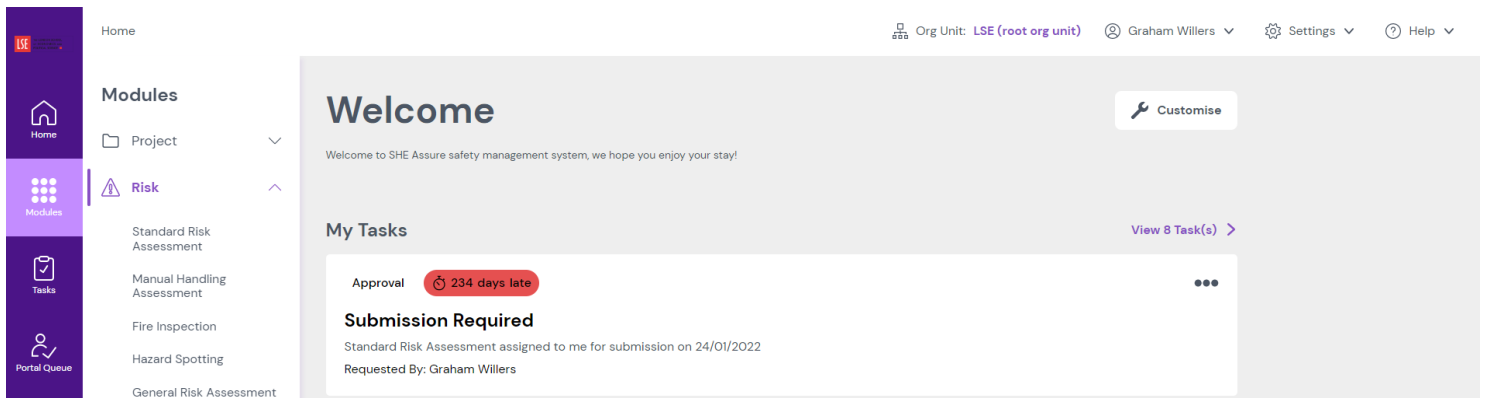 LSE
Home
Org Unit: LSE (root org unit)
Graham Willers
Settings
Help
Home
Modules
Tasks
Portal Queue
Modules
Project
Risk
Standard Risk
Assessment
Manual Handling
Assessment
Fire Inspection
Hazard Spotting
General Risk Assessment
Welcome
Customise
Welcome to SHE Assure safety management system, we hope you enjoy your stay!
My Tasks
View 8 Task(s)
Approval
234 days late
Submission Required
Standard Risk Assessment assigned to me for submission on 24/01/2022
Requested By: Graham Willers